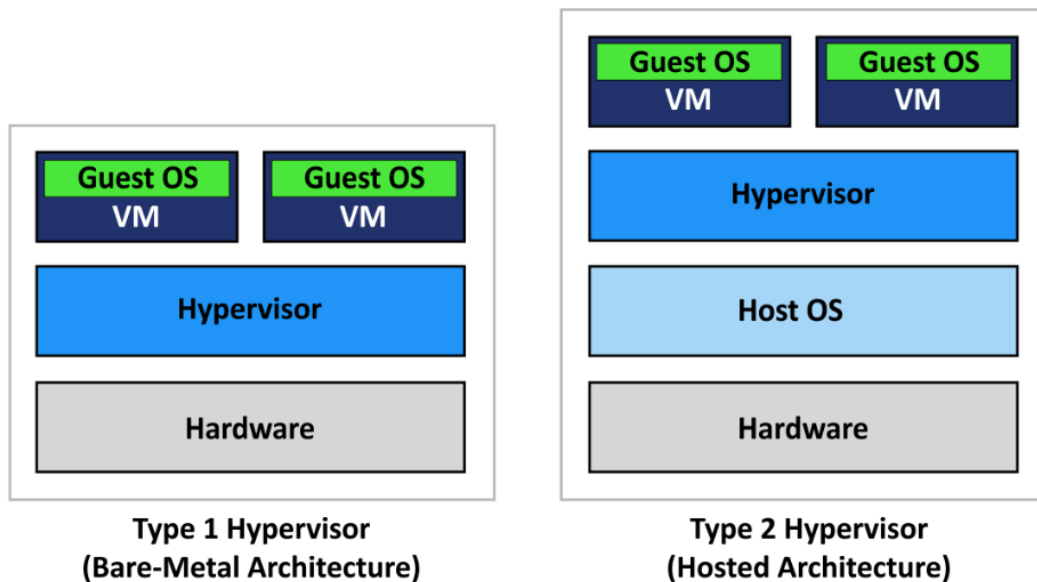 Guest OS
VM
Guest OS
VM
Hypervisor
Hardware
Type 1 Hypervisor
(Bare-Metal Architecture)
Guest OS
VM
Guest OS
VM
Hypervisor
Host OS
Hardware
Type 2 Hypervisor
(Hosted Architecture)